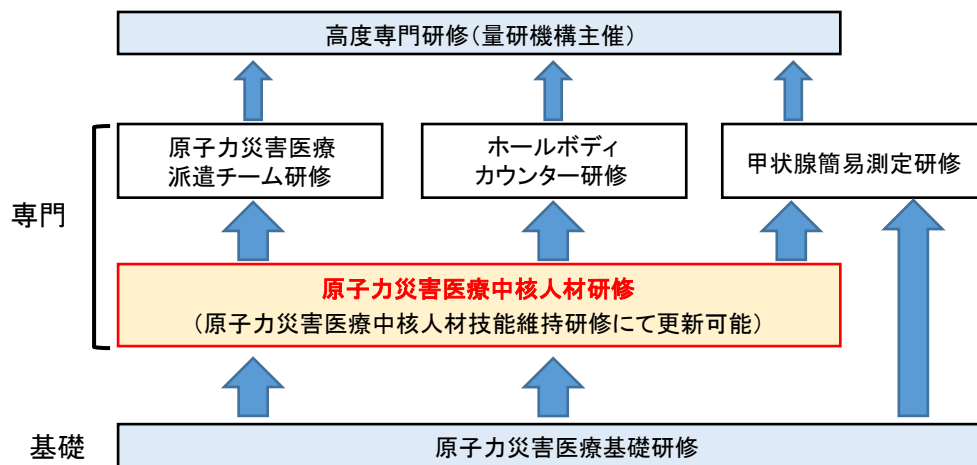 高度専門研修（量研機構主催）
専門
原子力災害医療
派遣チーム研修
ホールボディ
カウンター研修
甲状腺簡易測定研修
原子力災害医療中核人材研修
（原子力災害医療中核人材技能維持研修にて更新可能）
基礎
原子力災害医療基礎研修